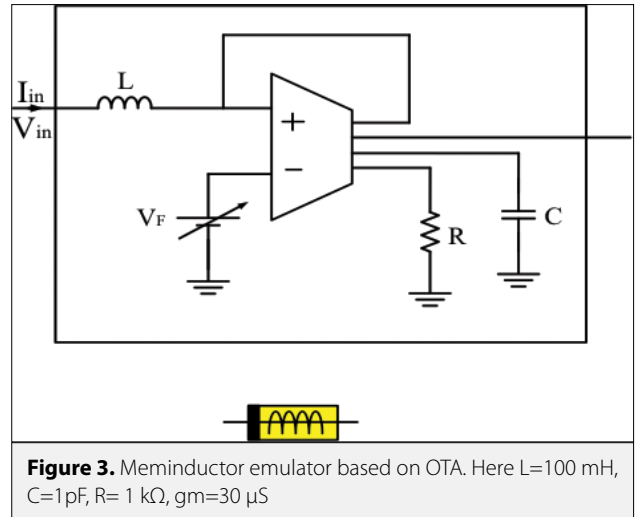 L
Iin
Vin
+
−
VF
R
C
Figure 3. Meminductor emulator based on OTA. Here L=100 mH,
C=1pF, R= 1 kΩ, gm=30 µS